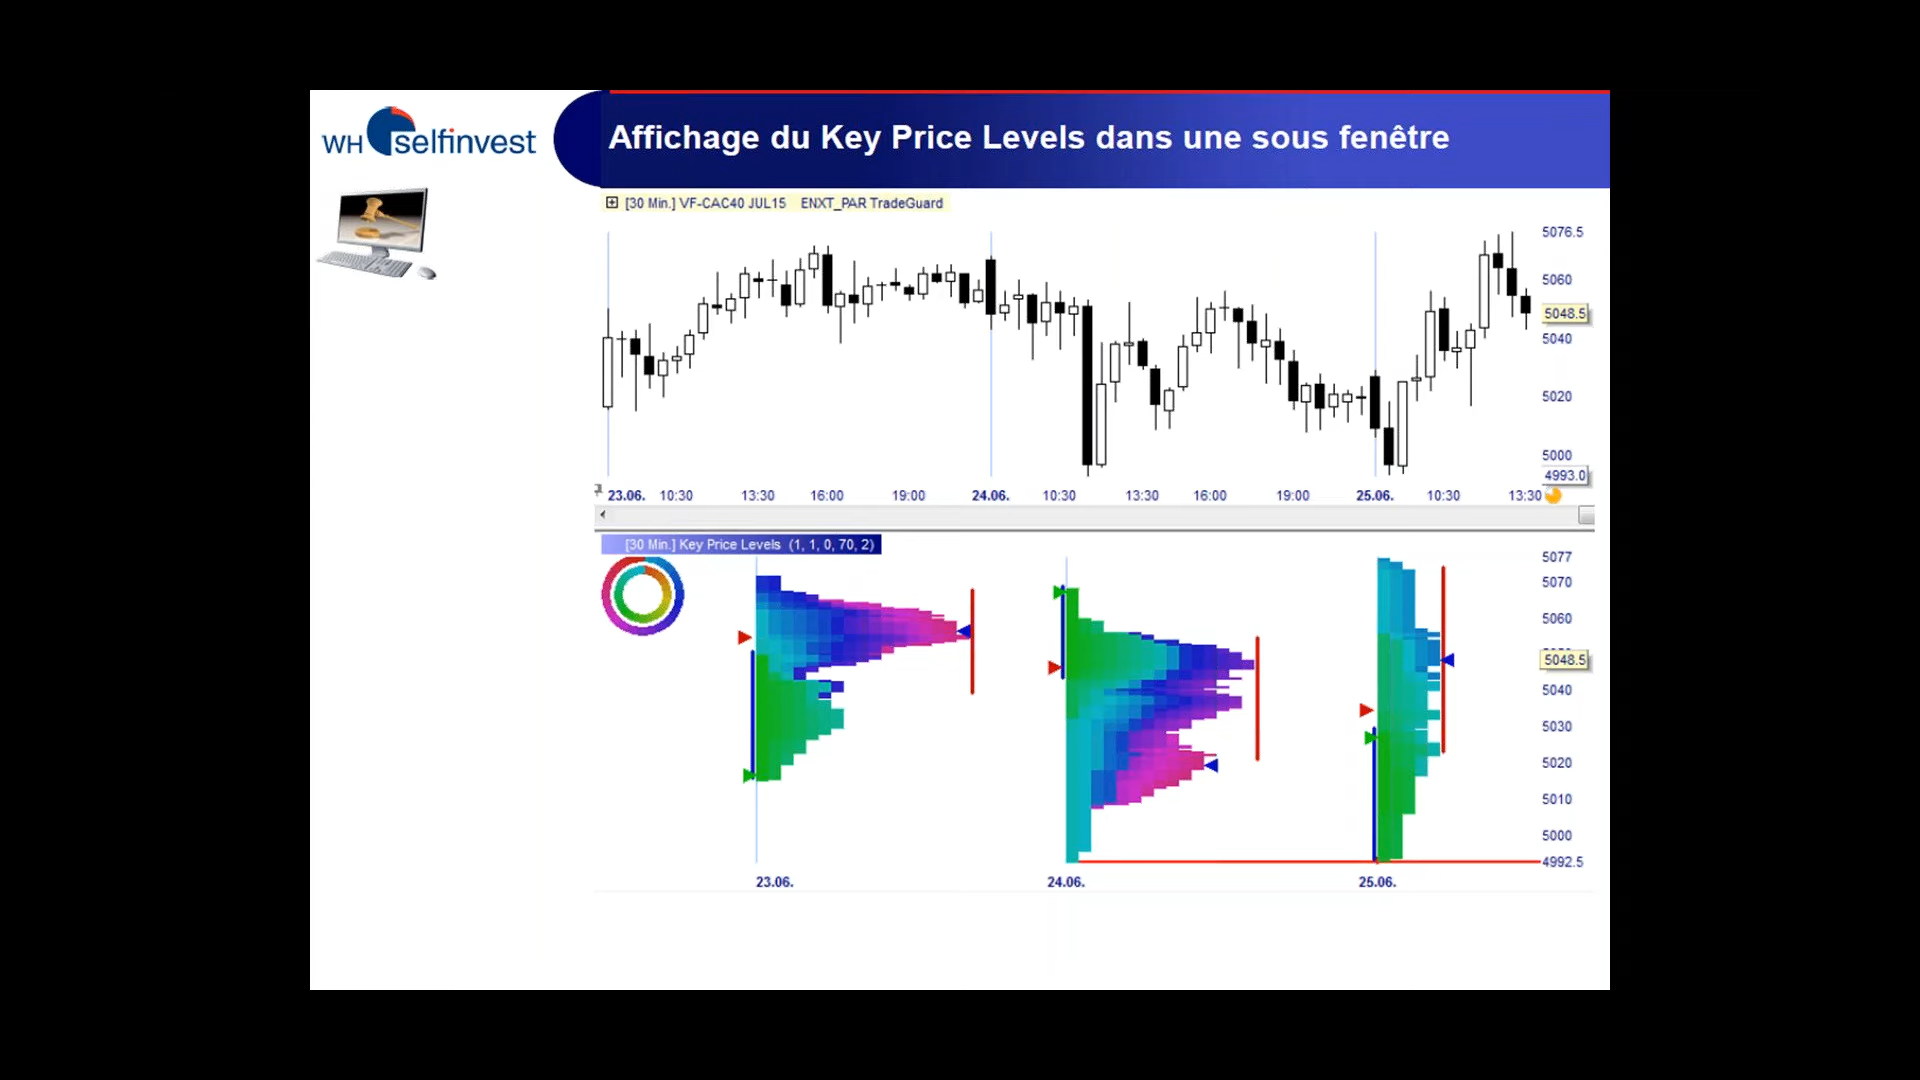 WH selfinvest
Affichage du Key Price Levels dans une sous fenêtre
[30 Min.] VF-CAC40 JUL15 ENXT_PAR TradeGuard
5076.5
5060
5048.5
5040
5020
5000
4993.0
23.06. 10:30 13:30 16:00 19:00 24.06. 10:30 13:30 16:00 19:00 25.06. 10:30 13:30
[30 Min.] Key Price Levels (1, 1, 0, 70, 2)
5077
5070
5060
5048.5
5040
5030
5020
5010
5000
4992.5
23.06. 24.06. 25.06.